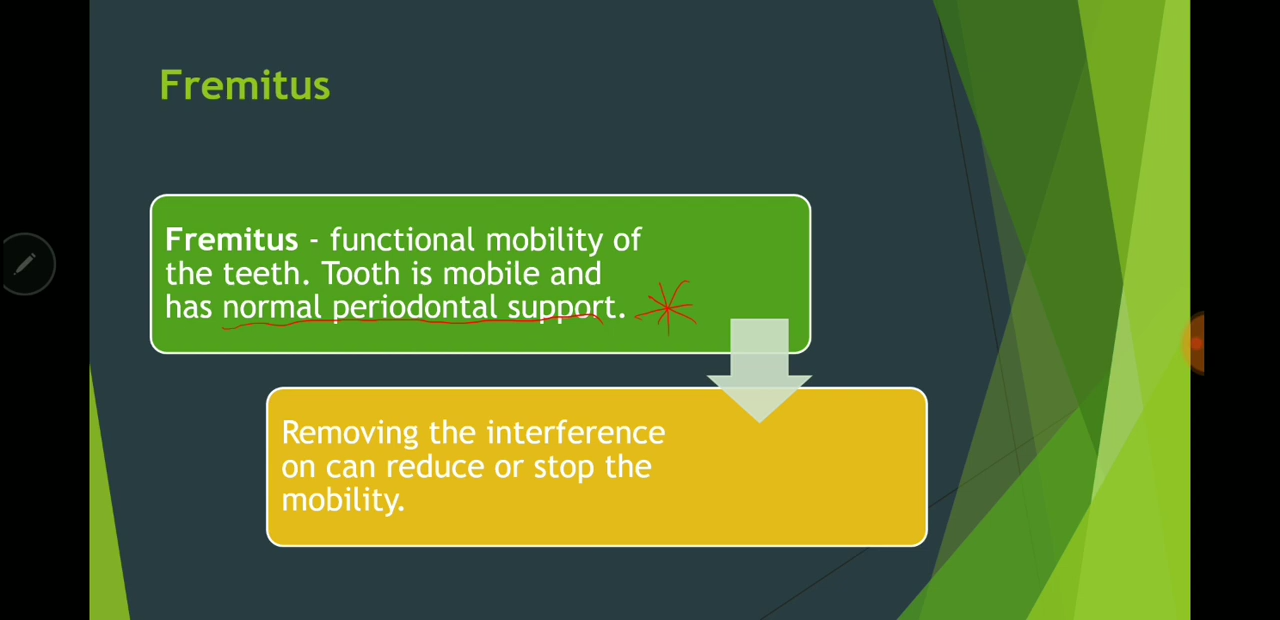 Fremitus
Fremitus - functional mobility of
the teeth. Tooth is mobile and
has normal periodontal support.
Removing the interference
on can reduce or stop the
mobility.